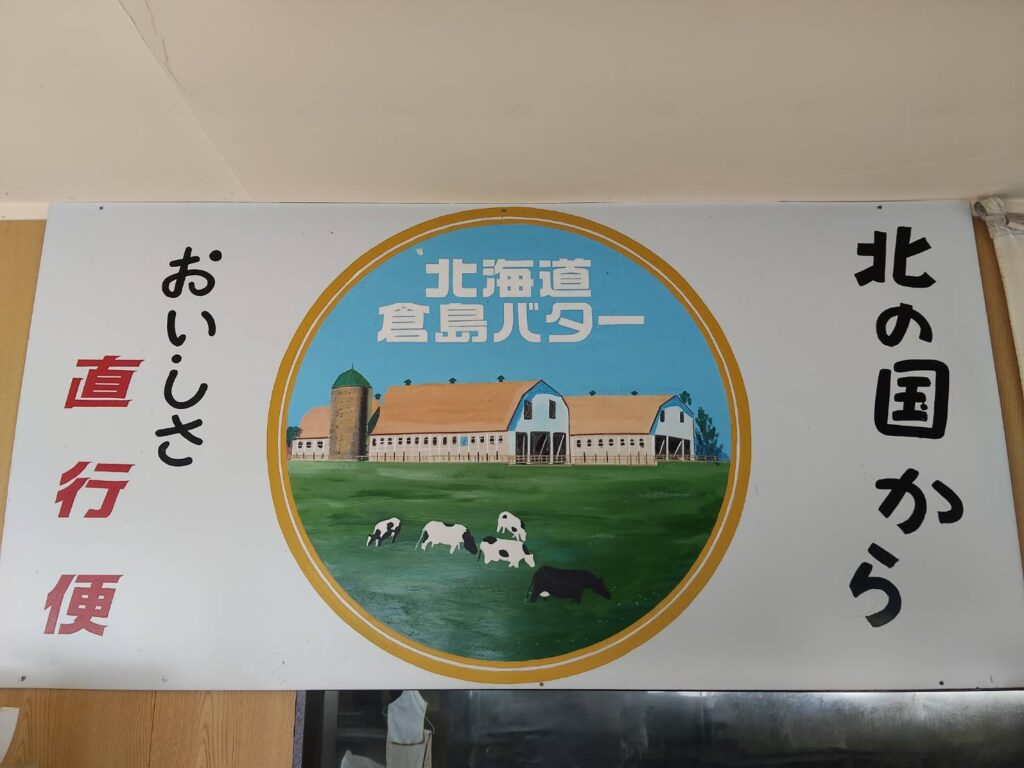 北の国から
北海道
倉島バター
おいしさ
直行便